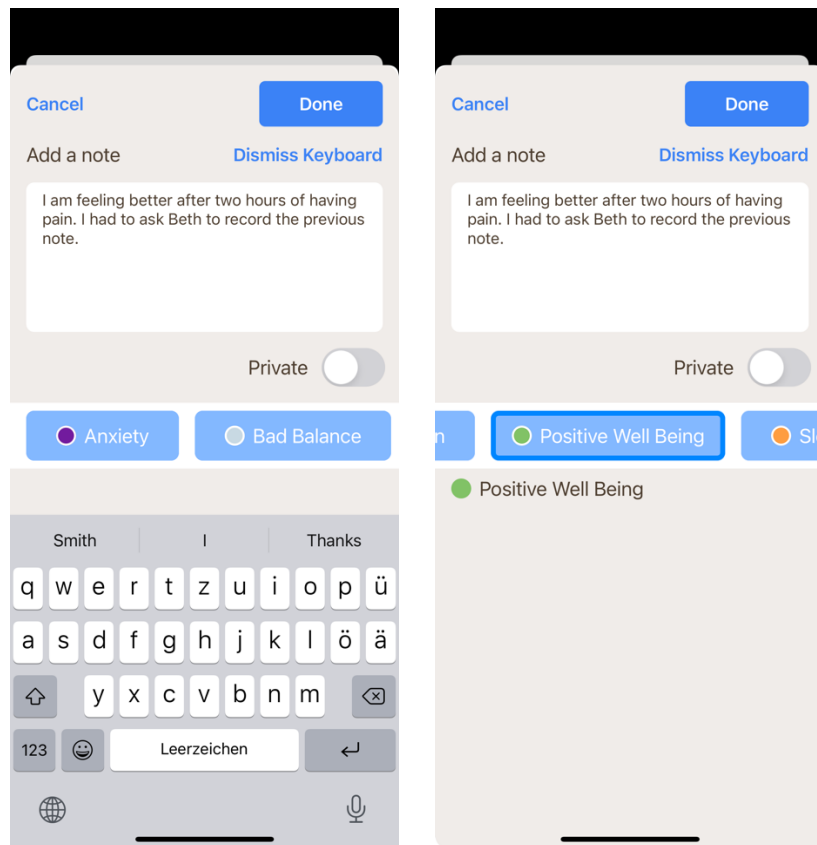 Cancel
Done
Add a note
Dismiss Keyboard
I am feeling better after two hours of having
pain. I had to ask Beth to record the previous
note.
Private
Anxiety
Bad Balance
Smith
I
Thanks
q w e r t z u i o p ü
a s d f g h j k l ö ä
y x c v b n m
123
Leerzeichen
Cancel
Done
Add a note
Dismiss Keyboard
I am feeling better after two hours of having
pain. I had to ask Beth to record the previous
note.
Private
n
Positive Well Being
Sl
Positive Well Being